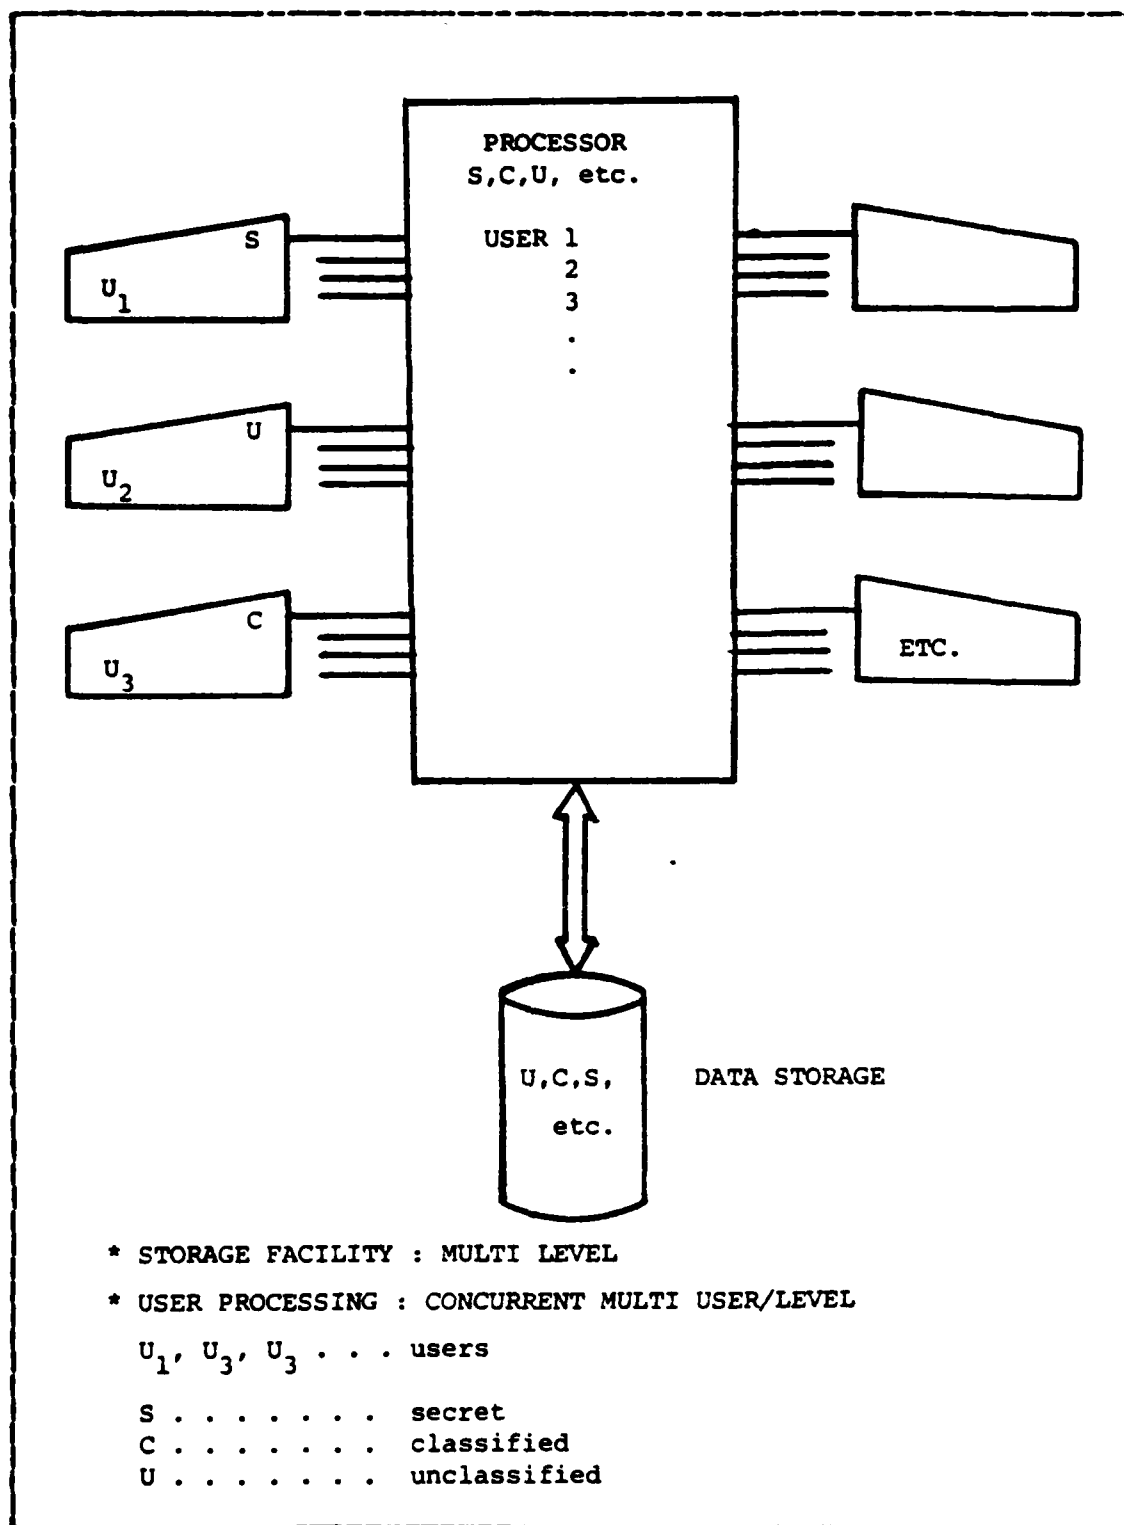 PROCESSOR
S,C,U, etc.
USER 1
2
3
.
.
S
U1
U
U2
C
U3
ETC.
U,C,S,
etc.
DATA STORAGE
* STORAGE FACILITY : MULTI LEVEL
* USER PROCESSING : CONCURRENT MULTI USER/LEVEL
U1, U3, U3 . . . users
S . . . . . . . secret
C . . . . . . . classified
U . . . . . . . unclassified